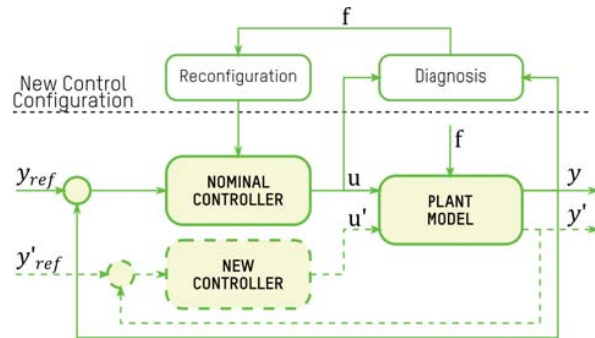 f
Reconfiguration
Diagnosis
New Control
Configuration
f
y_ref
NOMINAL
CONTROLLER
u
PLANT
MODEL
y
u'
y'
y'_ref
NEW
CONTROLLER